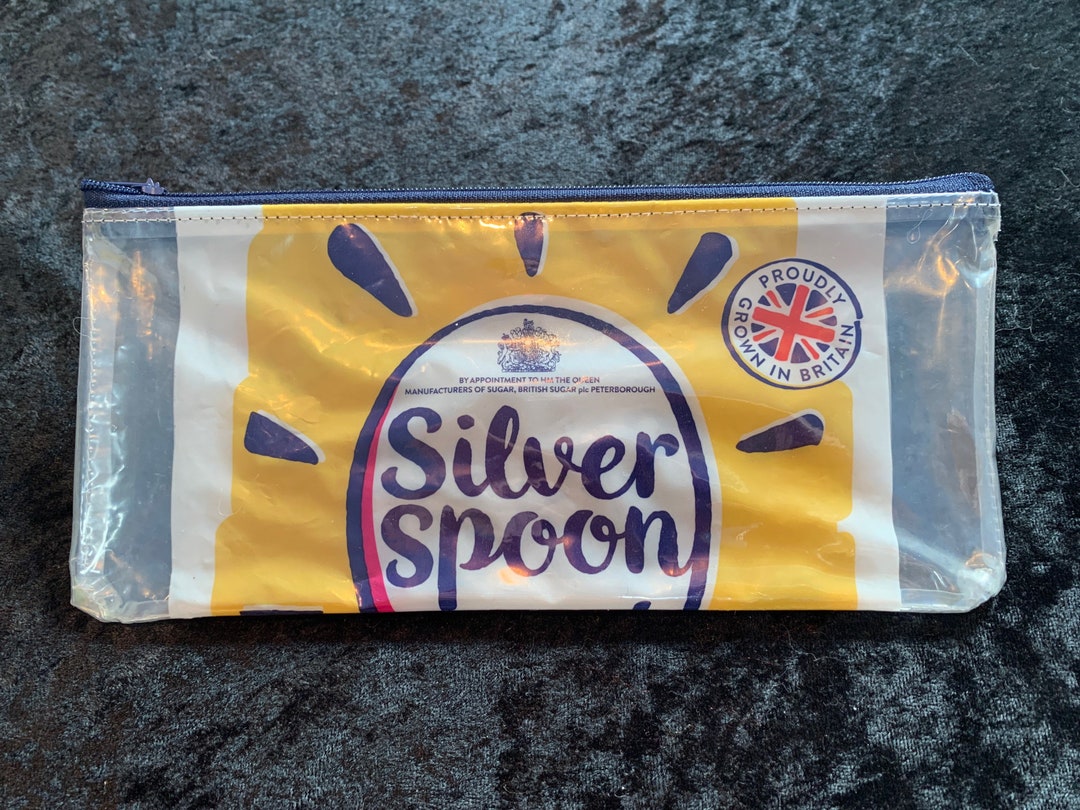 PROUDLY
GROWN IN BRITAIN
BY APPOINTMENT TO HM THE QUEEN
MANUFACTURERS OF SUGAR, BRITISH SUGAR plc PETERBOROUGH
Silver
spoon